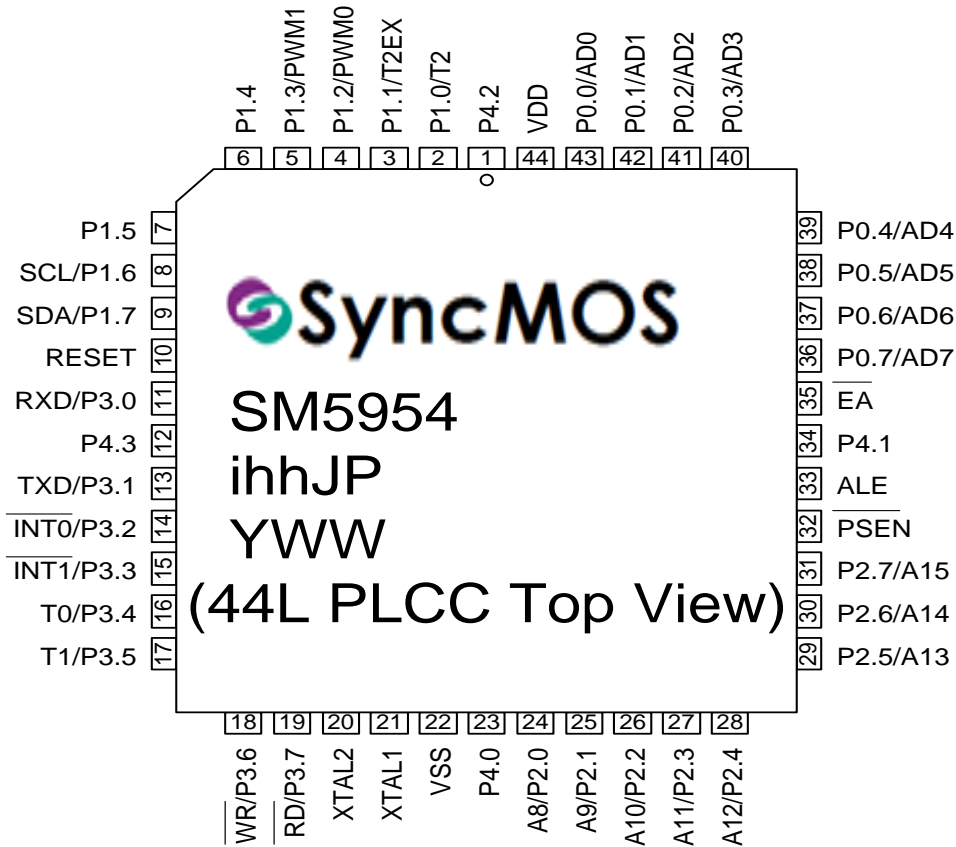 P1.4
P1.3/PWM1
P1.2/PWM0
P1.1/T2EX
P1.0/T2
P4.2
VDD
P0.0/AD0
P0.1/AD1
P0.2/AD2
P0.3/AD3
6 5 4 3 2 1 44 43 42 41 40
P1.5 7
SCL/P1.6 8
SDA/P1.7 9
RESET 10
RXD/P3.0 11
P4.3 12
TXD/P3.1 13
INT0/P3.2 14
INT1/P3.3 15
T0/P3.4 16
T1/P3.5 17
SyncMOS
SM5954
ihhJP
YWW
(44L PLCC Top View)
39 P0.4/AD4
38 P0.5/AD5
37 P0.6/AD6
36 P0.7/AD7
35 EA
34 P4.1
33 ALE
32 PSEN
31 P2.7/A15
30 P2.6/A14
29 P2.5/A13
18 19 20 21 22 23 24 25 26 27 28
WR/P3.6
RD/P3.7
XTAL2
XTAL1
VSS
P4.0
A8/P2.0
A9/P2.1
A10/P2.2
A11/P2.3
A12/P2.4